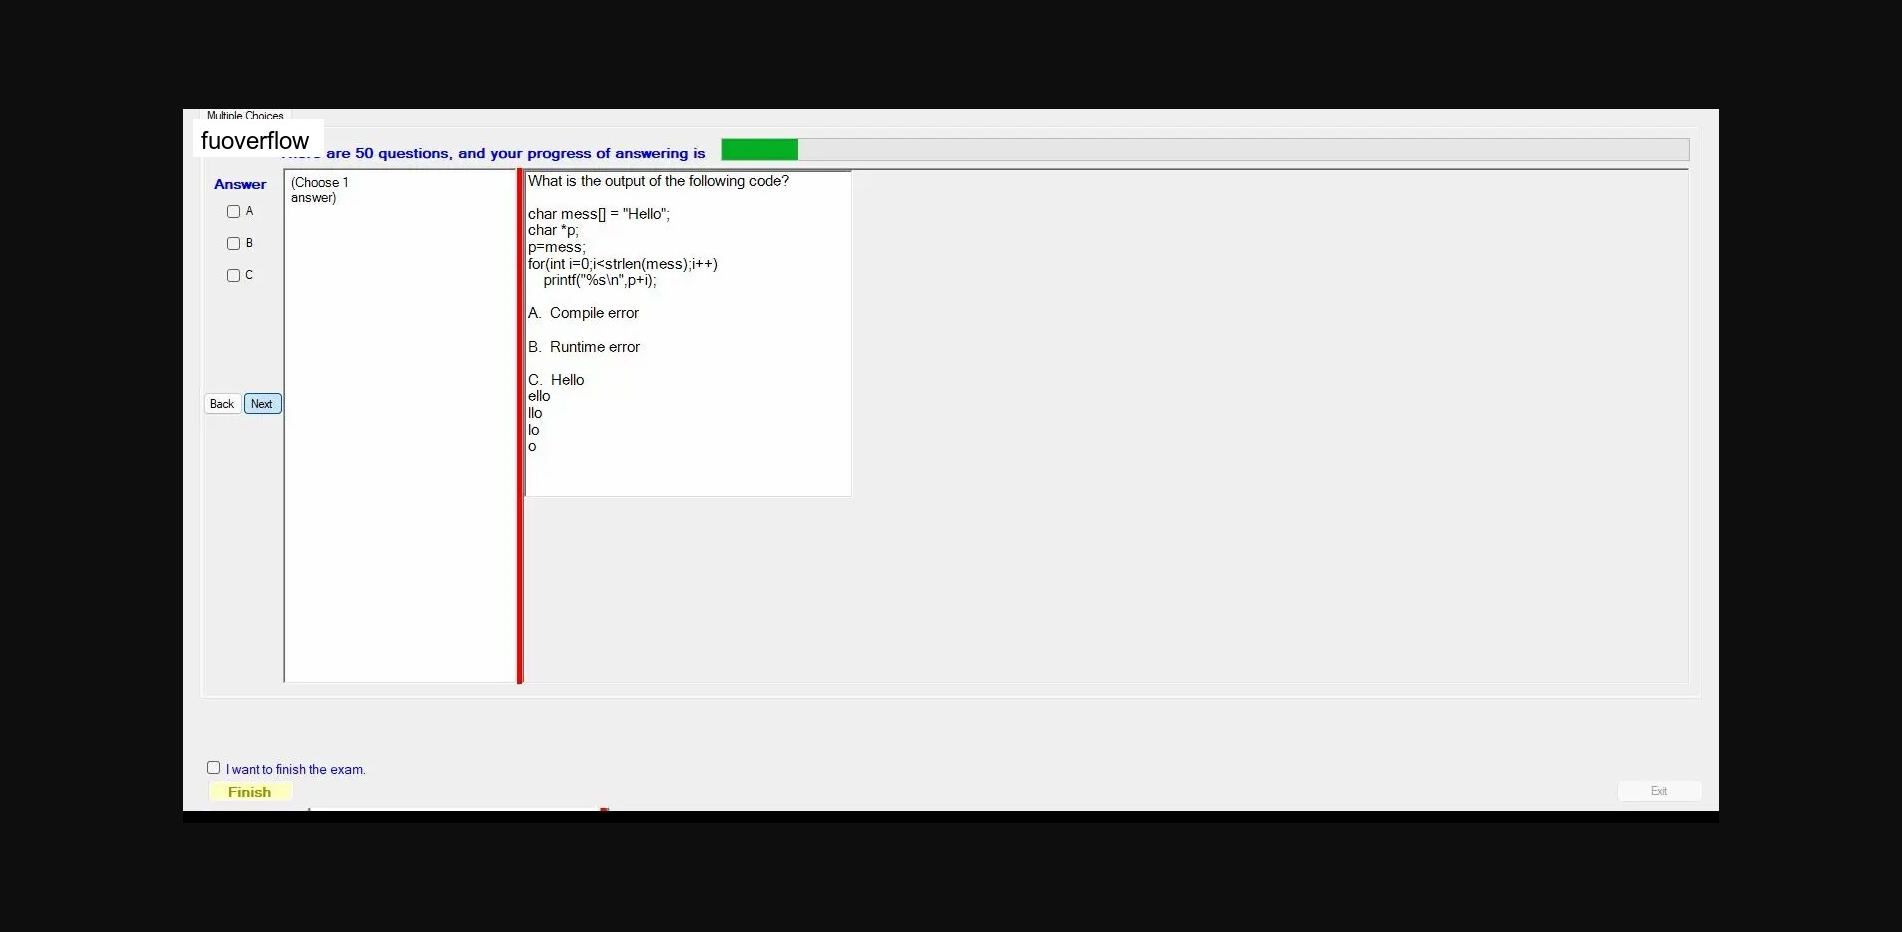 Multiple Choices
fuoverflow
are 50 questions, and your progress of answering is
Answer
(Choose 1
answer)
A
B
C
Back
Next
What is the output of the following code?
char mess[] = "Hello";
char *p;
p=mess;
for(int i=0;i<strlen(mess);i++)
printf("%s\n",p+i);
A. Compile error
B. Runtime error
C. Hello
ello
llo
lo
o
I want to finish the exam.
Finish
Exit